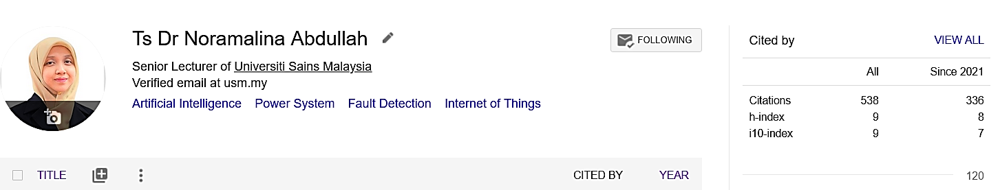 Ts Dr Noramalina Abdullah
FOLLOWING
Senior Lecturer of Universiti Sains Malaysia
Verified email at usm.my
Artificial Intelligence Power System Fault Detection Internet of Things
TITLE CITED BY YEAR
Cited by VIEW ALL
All Since 2021
Citations 538 336
h-index 9 8
i10-index 9 7
120